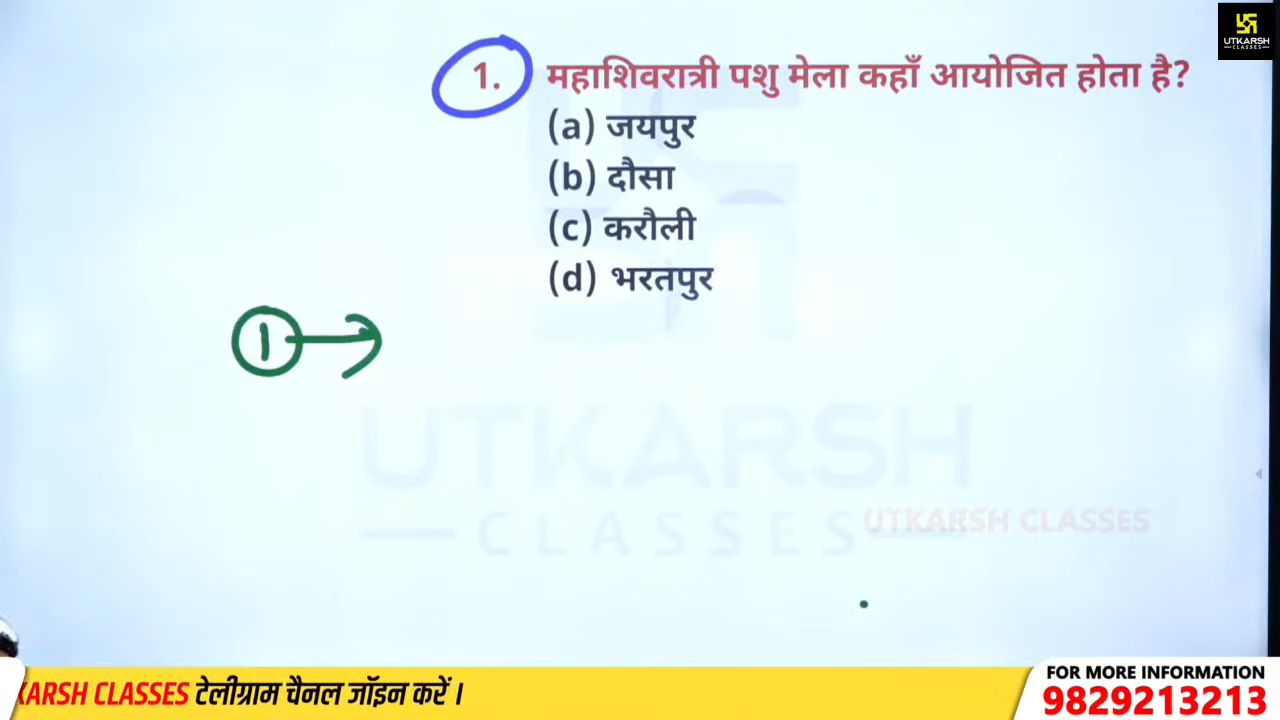 UTKARSH
CLASSES
1. महाशिवरात्री पशु मेला कहाँ आयोजित होता है?
(a) जयपुर
(b) दौसा
(c) करौली
(d) भरतपुर
1
UTKARSH
CLASSES
UTKARSH CLASSES
KARSH CLASSES टेलीग्राम चैनल जॉइन करें ।
FOR MORE INFORMATION
9829213213